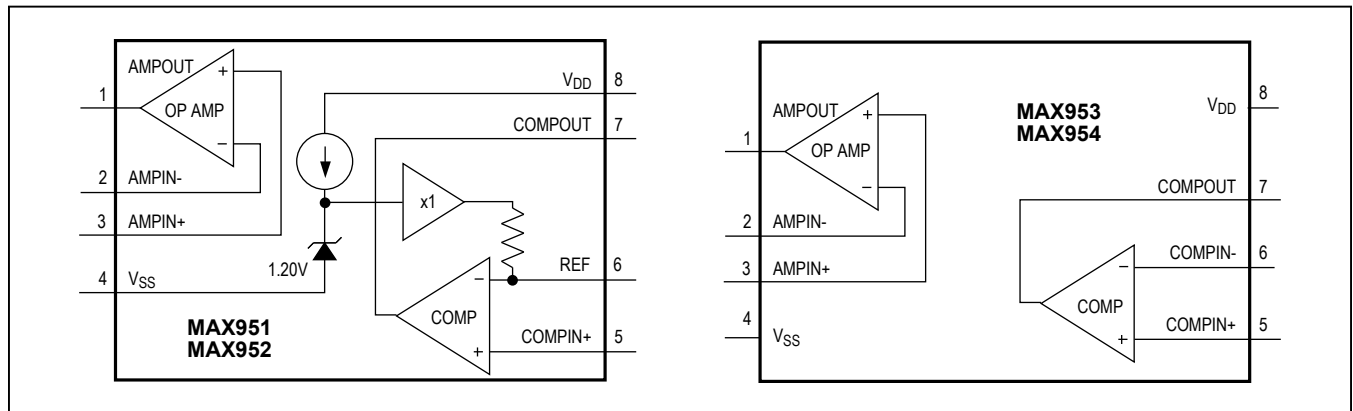 AMPOUT
+
1
OP AMP
−
2
AMPIN-
3
AMPIN+
4
VSS
1.20V
MAX951
MAX952
VDD
8
COMPOUT
7
x1
REF
6
−
COMP
+
COMPIN+
5
AMPOUT
+
1
OP AMP
−
2
AMPIN-
3
AMPIN+
4
VSS
MAX953
MAX954
VDD
8
COMPOUT
7
COMPIN-
6
−
COMP
+
COMPIN+
5